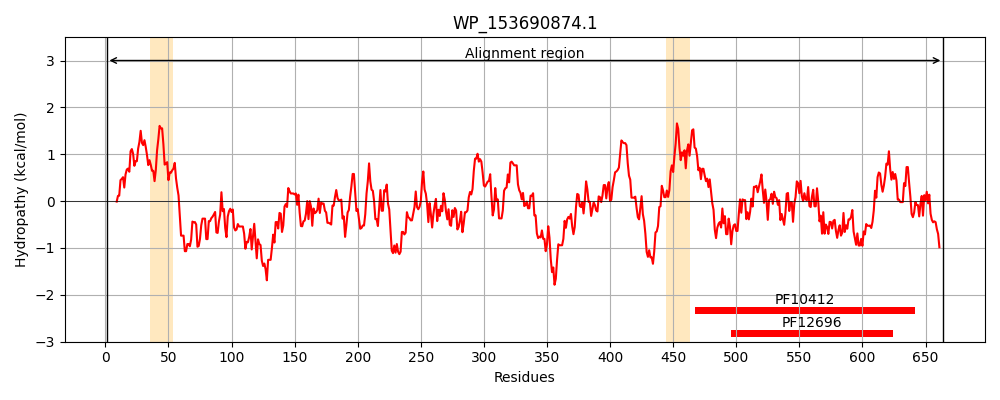 WP_153690874.1
Alignment region
3
2
1
0
−1
−2
−3
Hydropathy (kcal/mol)
PF10412
PF12696
0 50 100 150 200 250 300 350 400 450 500 550 600 650
Residues